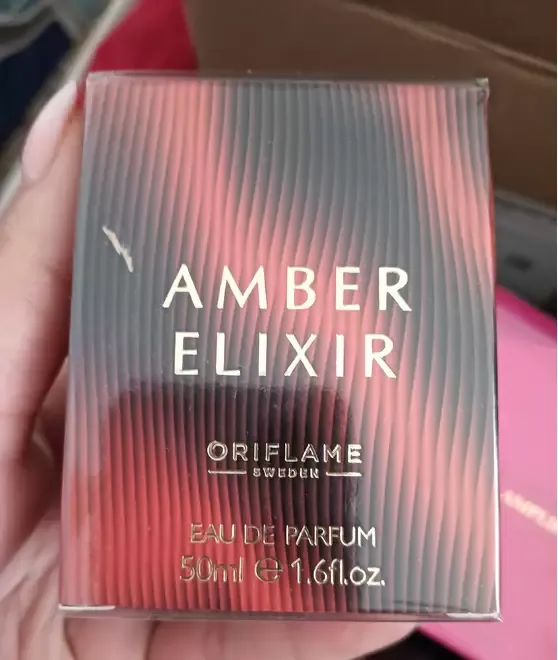 AMBER
ELIXIR
ORIFLAME
SWEDEN
EAU DE PARFUM
50ml ℮ 1.6fl.oz.